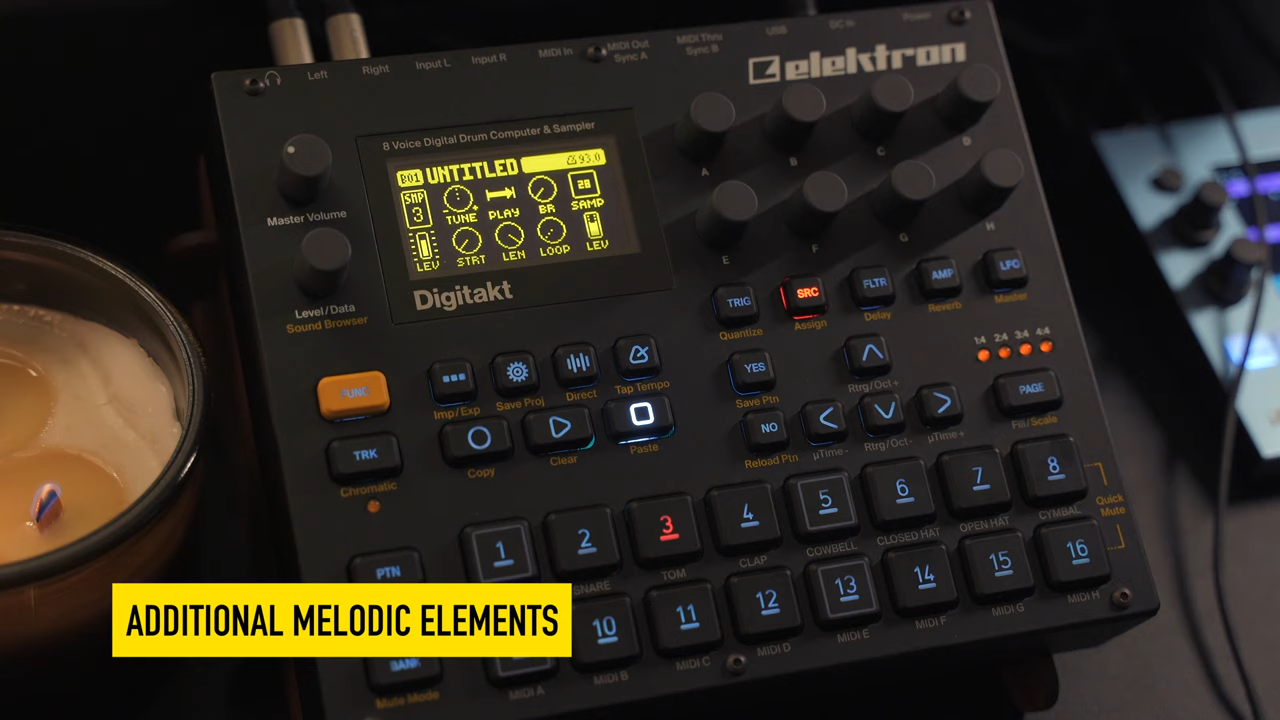 Left
Right
Input L
Input R
MIDI In
MIDI Out
Sync A
MIDI Thru
Sync B
USB
DC In
Power
elektron
8 Voice Digital Drum Computer & Sampler
B01 UNTITLED 93.0
SMP
3
TUNE
PLAY
BR
2B
SAMP
LEV
STRT
LEN
LOOP
LEV
Digitakt
Master Volume
Level/Data
Sound Browser
A
B
C
D
E
F
G
H
TRIG
SRC
FLTR
AMP
LFO
Quantize
Assign
Delay
Reverb
Master
1:4 2:4 3:4 4:4
FUNC
Imp/Exp
Save Proj
Direct
Tap Tempo
YES
Save Ptn
Rtrg/Oct+
PAGE
Fill/Scale
TRK
Chromatic
Copy
Clear
Paste
NO
Reload Ptn
µTime-
Rtrg/Oct-
µTime+
1
2
3
4
5
6
7
8
SNARE
TOM
CLAP
COWBELL
CLOSED HAT
OPEN HAT
CYMBAL
Quick
Mute
PTN
10
11
12
13
14
15
16
BANK
Mute Mode
MIDI A
MIDI B
MIDI C
MIDI D
MIDI E
MIDI F
MIDI G
MIDI H
ADDITIONAL MELODIC ELEMENTS